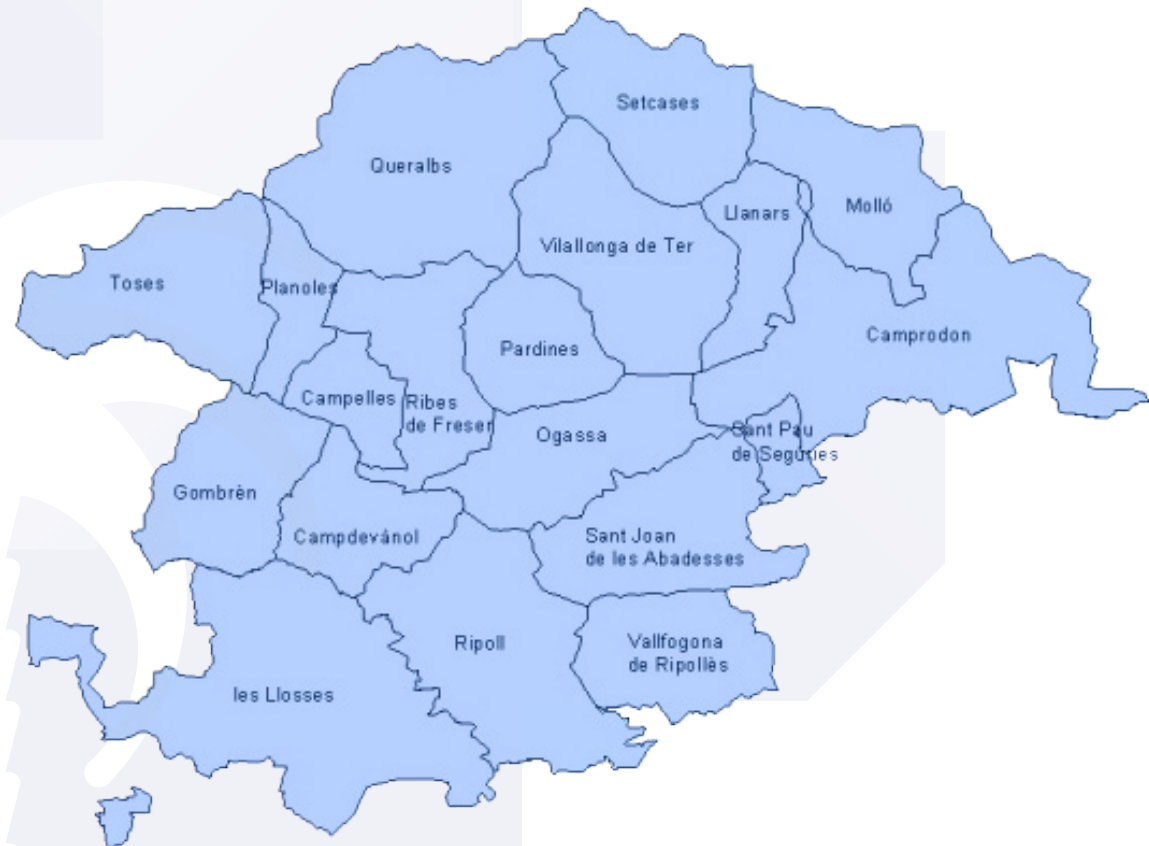 Setcases
Queralbs
Llanars
Molló
Vilallonga de Ter
Toses
Planoles
Camprodon
Pardines
Campelles
Ribes
de Freser
Ogassa
Sant Pau
de Segúries
Gombrèn
Campdevánol
Sant Joan
de les Abadesses
Ripoll
Vallfogona
de Ripollès
les Llosses